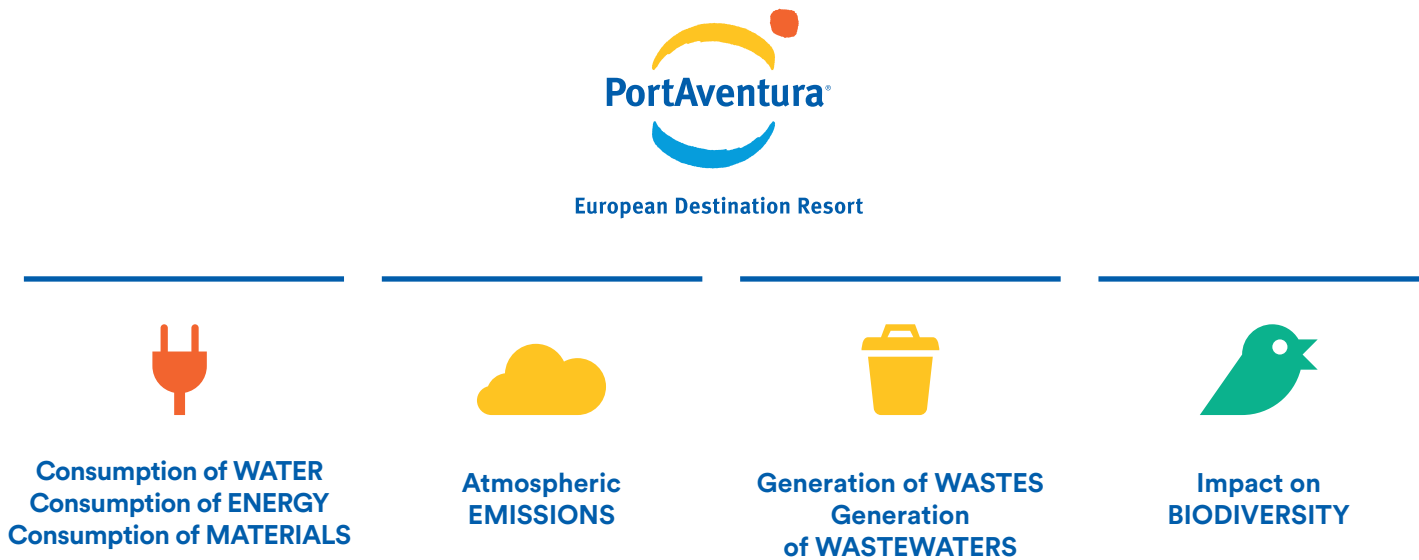 PortAventura®
European Destination Resort
Consumption of WATER
Consumption of ENERGY
Consumption of MATERIALS
Atmospheric
EMISSIONS
Generation of WASTES
Generation
of WASTEWATERS
Impact on
BIODIVERSITY